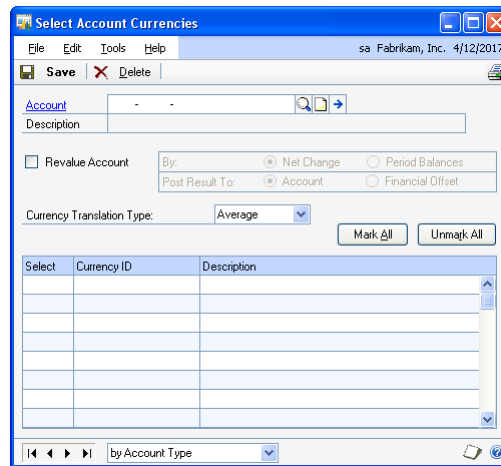 Select Account Currencies
File Edit Tools Help sa Fabrikam, Inc. 4/12/2017
Save Delete
Account - -
Description
Revalue Account By: Net Change Period Balances
Post Result To: Account Financial Offset
Currency Translation Type: Average
Mark All Unmark All
Select Currency ID Description
by Account Type